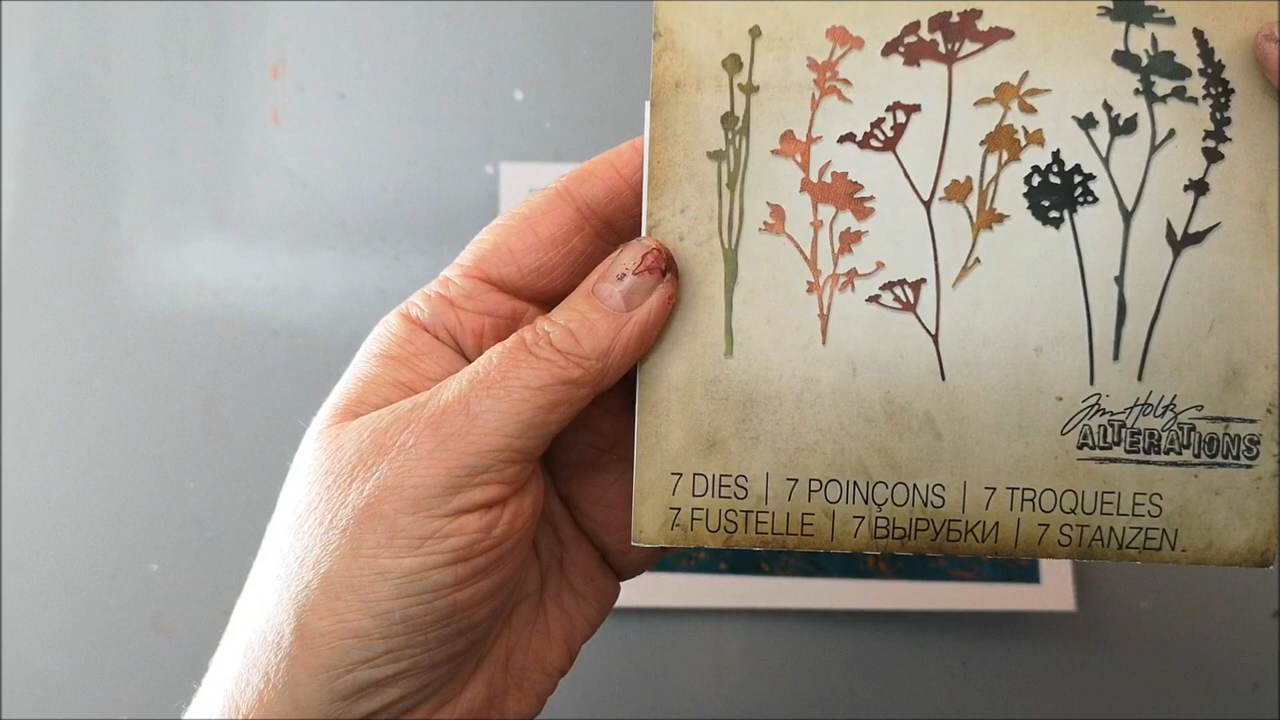 Tim Holtz
ALTERATIONS
7 DIES | 7 POINÇONS | 7 TROQUELES
7 FUSTELLE | 7 ВЫРУБКИ | 7 STANZEN